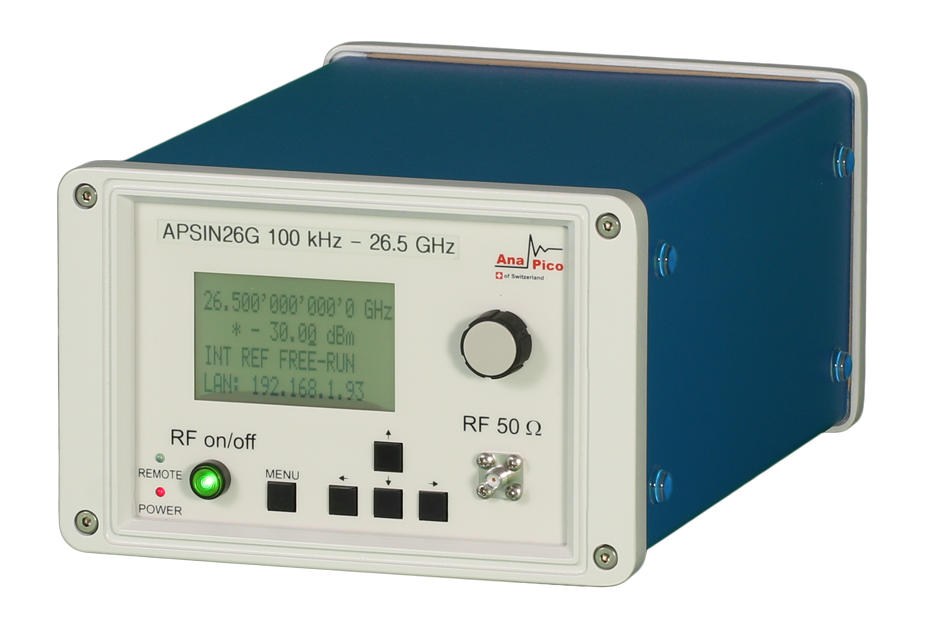 APSIN26G 100 kHz – 26.5 GHz
Ana Pico
of Switzerland
26.500'000'000'0 GHz
* - 30.00 dBm
INT REF FREE-RUN
LAN: 192.168.1.93
RF on/off
RF 50 Ω
REMOTE
MENU
POWER